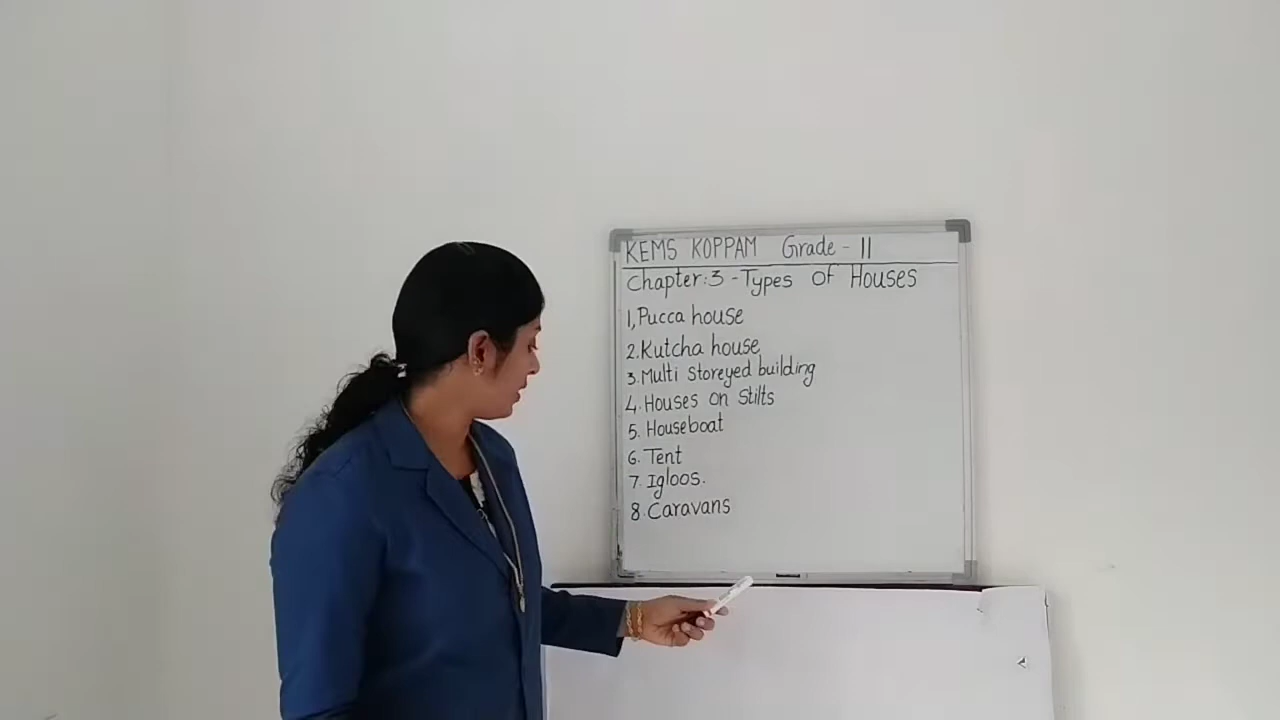 KEMS KOPPAM Grade - II
Chapter:3 - Types of Houses
1, Pucca house
2. Kutcha house
3. Multi storeyed building
4. Houses on stilts
5. Houseboat
6. Tent
7. Igloos.
8. Caravans